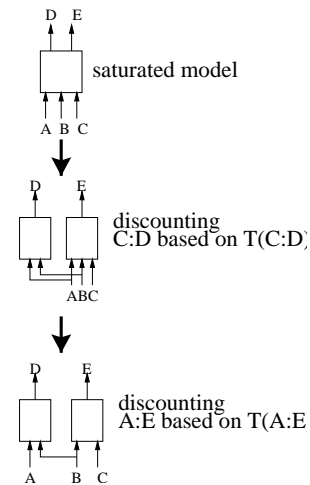 D E
saturated model
A B C
D E
discounting
C:D based on T(C:D)
ABC
D E
discounting
A:E based on T(A:E
A B C